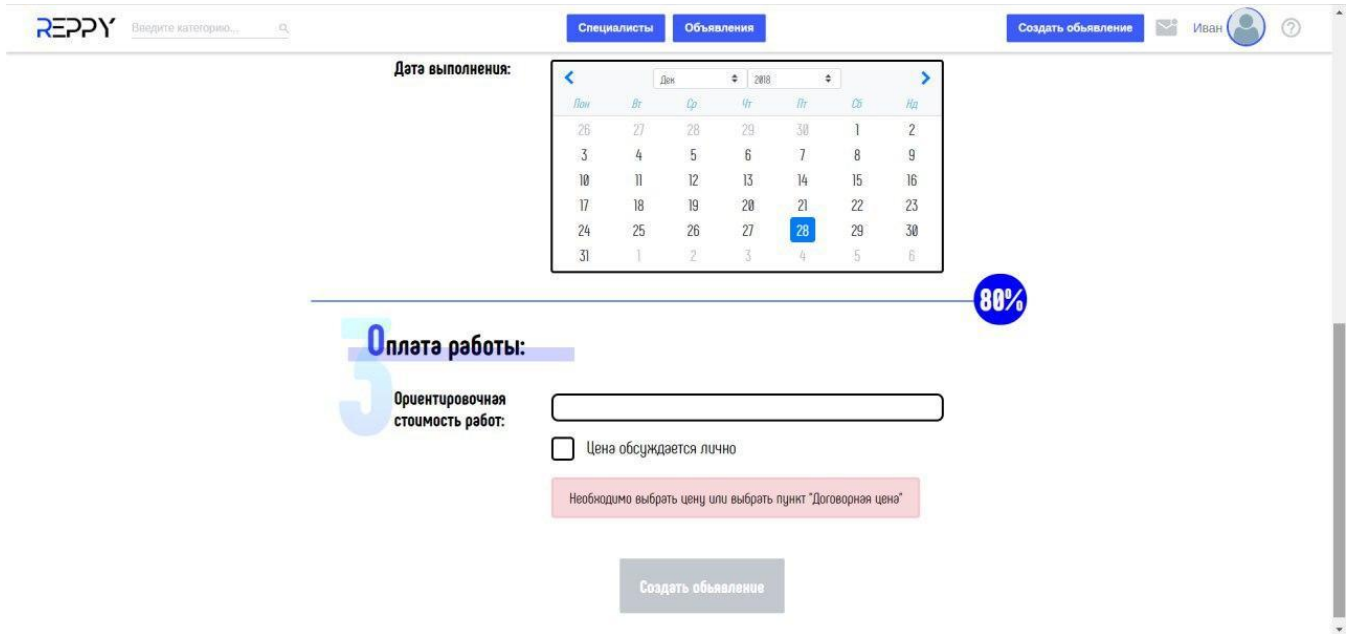 REPPY Введите категорию... Специалисты Объявления Создать обьявление Иван ?
Дата выполнения:
Дек 2018
Пон Вт Ср Чт Пт Сб Нд
26 27 28 29 30 1 2
3 4 5 6 7 8 9
10 11 12 13 14 15 16
17 18 19 20 21 22 23
24 25 26 27 28 29 30
31 1 2 3 4 5 6
80%
3 Оплата работы:
Ориентировочная
стоимость работ:
Цена обсуждается лично
Необходимо выбрать цену или выбрать пункт "Договорная цена"
Создать обьявление